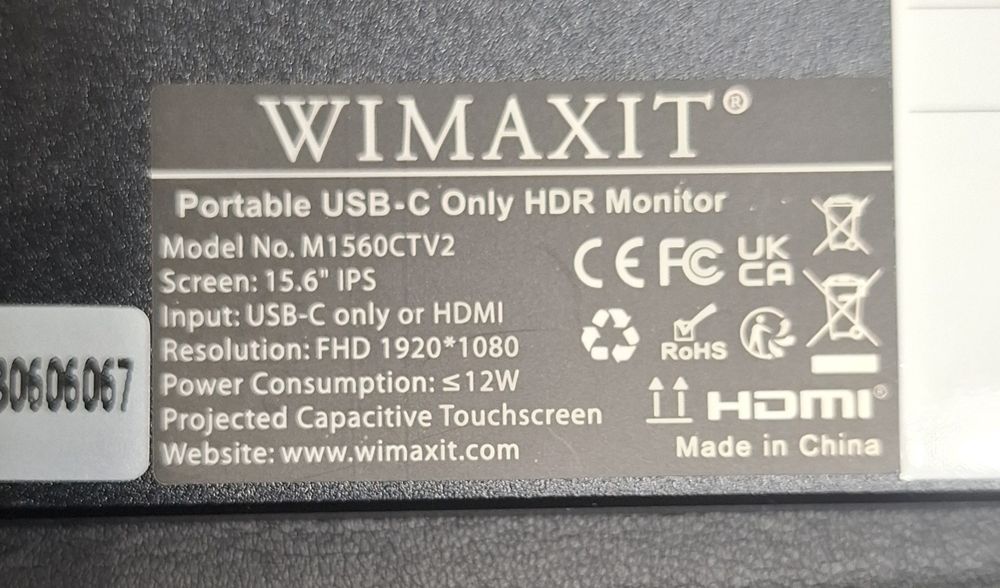 WIMAXIT®
Portable USB-C Only HDR Monitor
Model No. M1560CTV2
Screen: 15.6" IPS
Input: USB-C only or HDMI
Resolution: FHD 1920*1080
Power Consumption: ≤12W
Projected Capacitive Touchscreen
Website: www.wimaxit.com
CE FC UK
CA
RoHS
HDMI®
Made in China
0606067